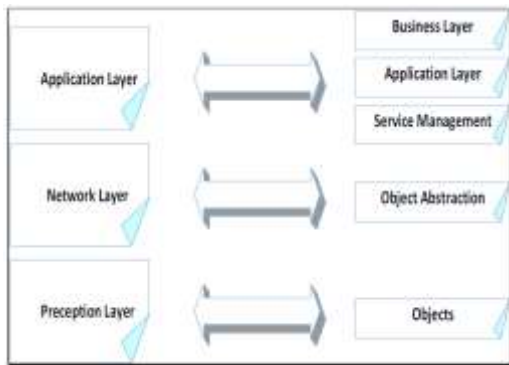 Business Layer
Application Layer
Application Layer
Service Management
Network Layer
Object Abstraction
Preception Layer
Objects